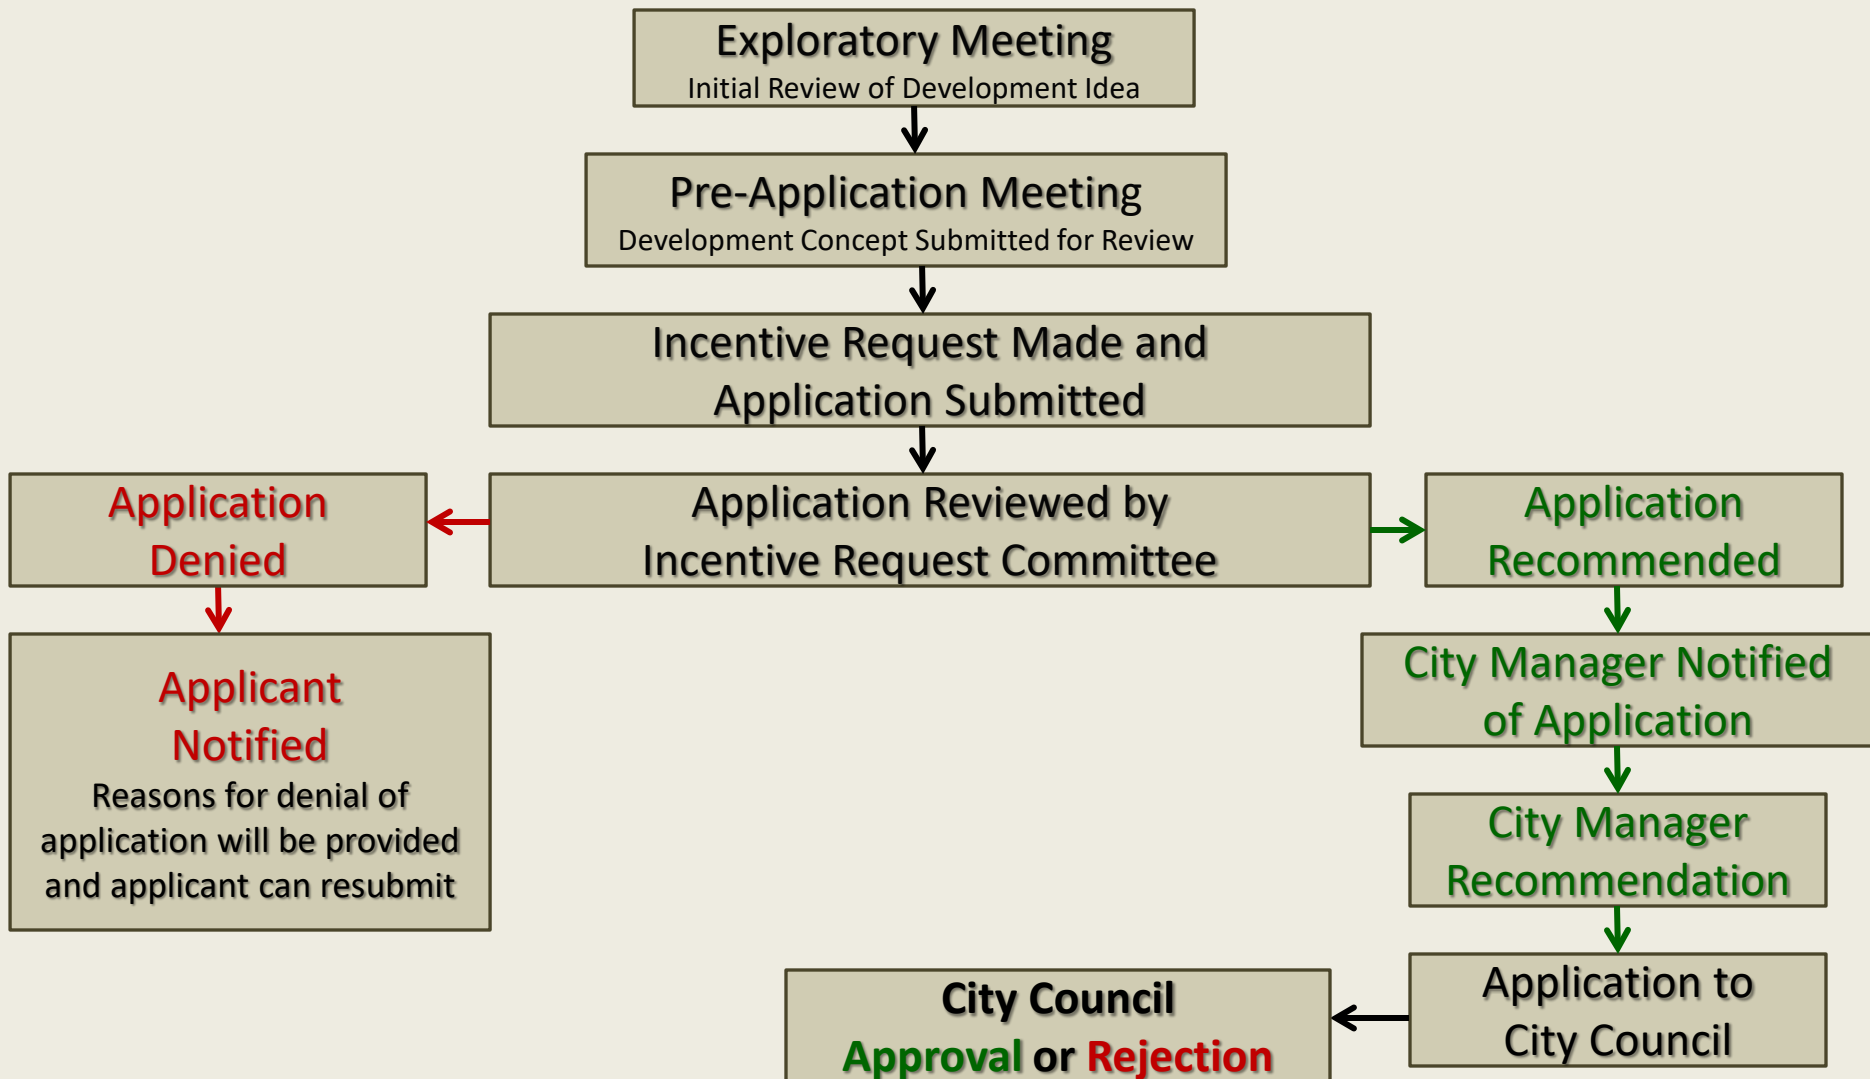 Exploratory Meeting
Initial Review of Development Idea
Pre-Application Meeting
Development Concept Submitted for Review
Incentive Request Made and
Application Submitted
Application Reviewed by
Incentive Request Committee
Application
Denied
Applicant
Notified
Reasons for denial of
application will be provided
and applicant can resubmit
Application
Recommended
City Manager Notified
of Application
City Manager
Recommendation
Application to
City Council
City Council
Approval or Rejection